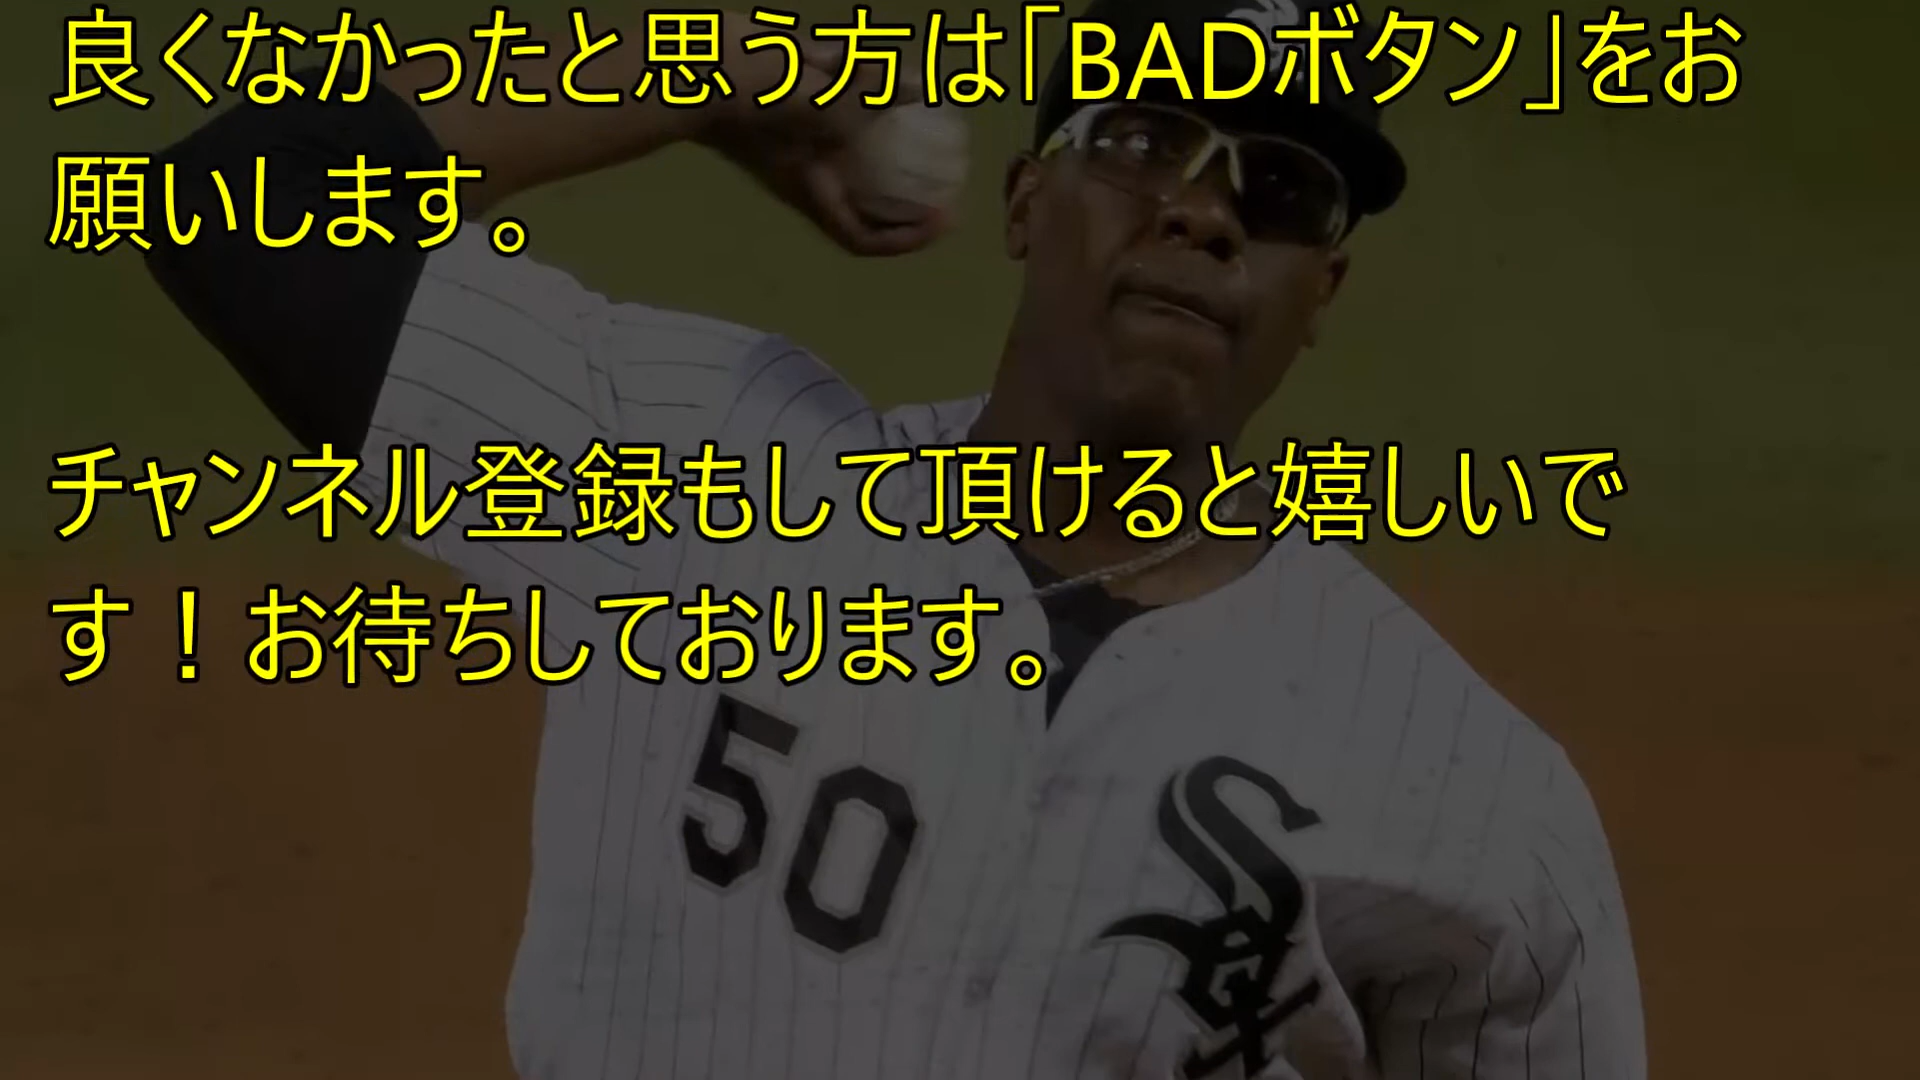 良くなかったと思う方は「BADボタン」をお
願いします。
チャンネル登録もして頂けると嬉しいで
す！お待ちしております。
50
Sox